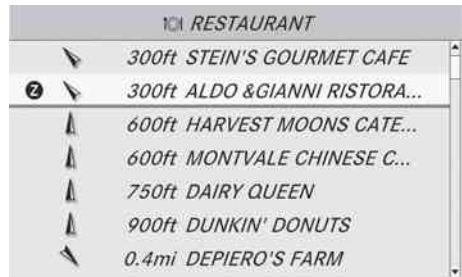 RESTAURANT
300ft STEIN'S GOURMET CAFE
2 300ft ALDO &GIANNI RISTORA...
600ft HARVEST MOONS CATE...
600ft MONTVALE CHINESE C...
750ft DAIRY QUEEN
900ft DUNKIN' DONUTS
0.4mi DEPIERO'S FARM